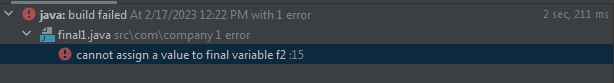 java: build failed At 2/17/2023 12:22 PM with 1 error 2 sec, 211 ms
final1.java src\com\company 1 error
cannot assign a value to final variable f2 :15